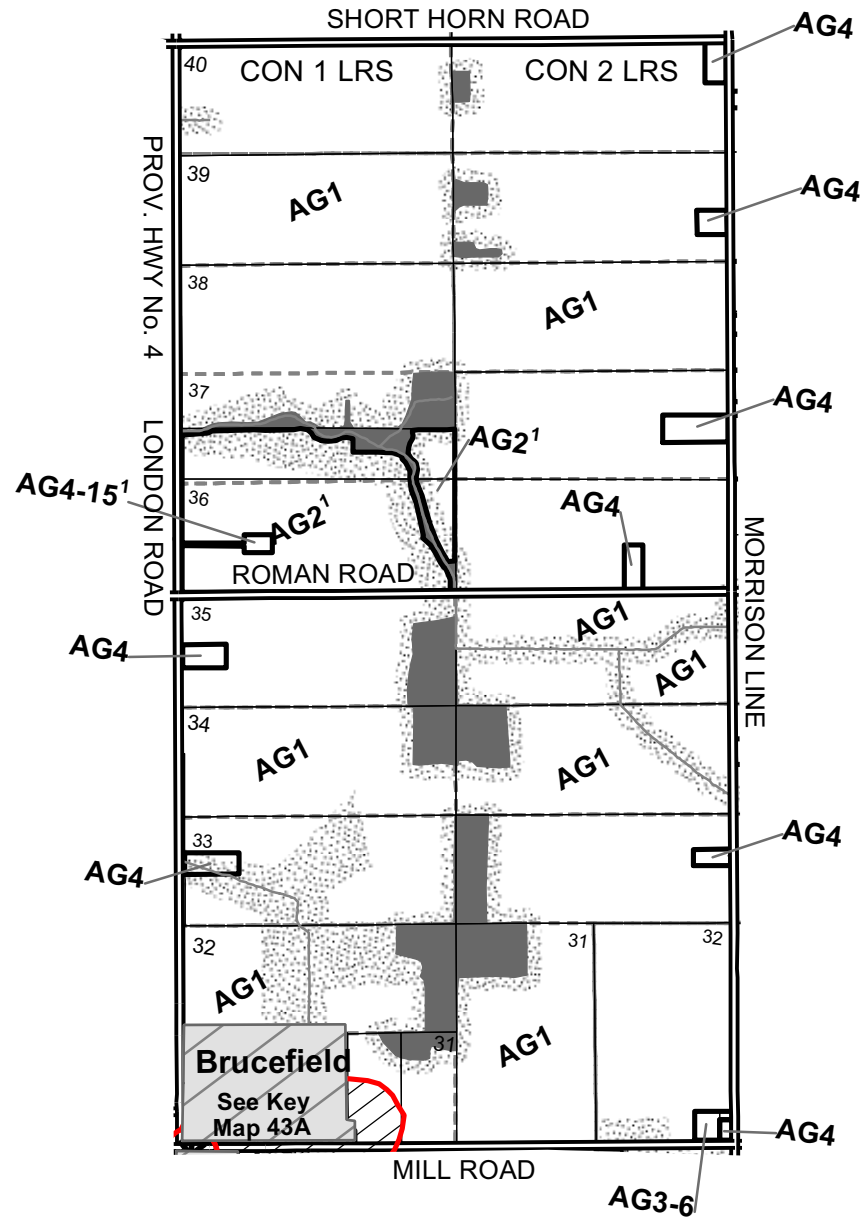 SHORT HORN ROAD
AG4
40
CON 1 LRS
CON 2 LRS
PROV. HWY No. 4
39
AG1
AG4
38
AG1
37
AG4
AG2¹
LONDON ROAD
AG4-15¹
36
AG2¹
AG4
ROMAN ROAD
MORRISON LINE
35
AG1
AG4
AG1
34
AG1
AG1
33
AG4
AG4
32
31
32
AG1
31
AG1
Brucefield
See Key
Map 43A
AG4
MILL ROAD
AG3-6